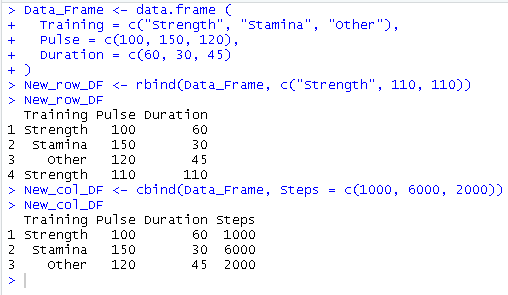 > Data_Frame <- data.frame (
+   Training = c("Strength", "Stamina", "Other"),
+   Pulse = c(100, 150, 120),
+   Duration = c(60, 30, 45)
+ )
> New_row_DF <- rbind(Data_Frame, c("Strength", 110, 110))
> New_row_DF
  Training Pulse Duration
1 Strength   100       60
2  Stamina   150       30
3    Other   120       45
4 Strength   110      110
> New_col_DF <- cbind(Data_Frame, Steps = c(1000, 6000, 2000))
> New_col_DF
  Training Pulse Duration Steps
1 Strength   100       60  1000
2  Stamina   150       30  6000
3    Other   120       45  2000
>